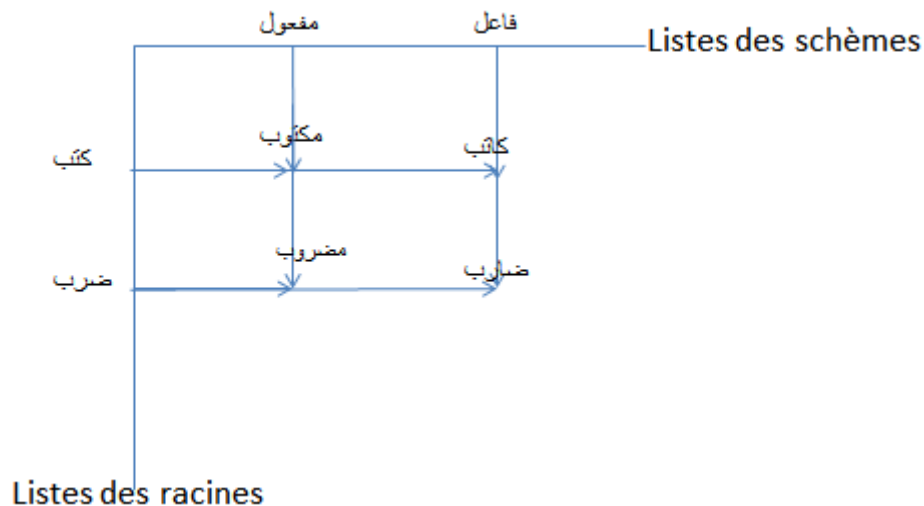 مفعول
فاعل
Listes des schèmes
مكتوب
كاتب
كتب
مضروب
ضارب
ضرب
Listes des racines